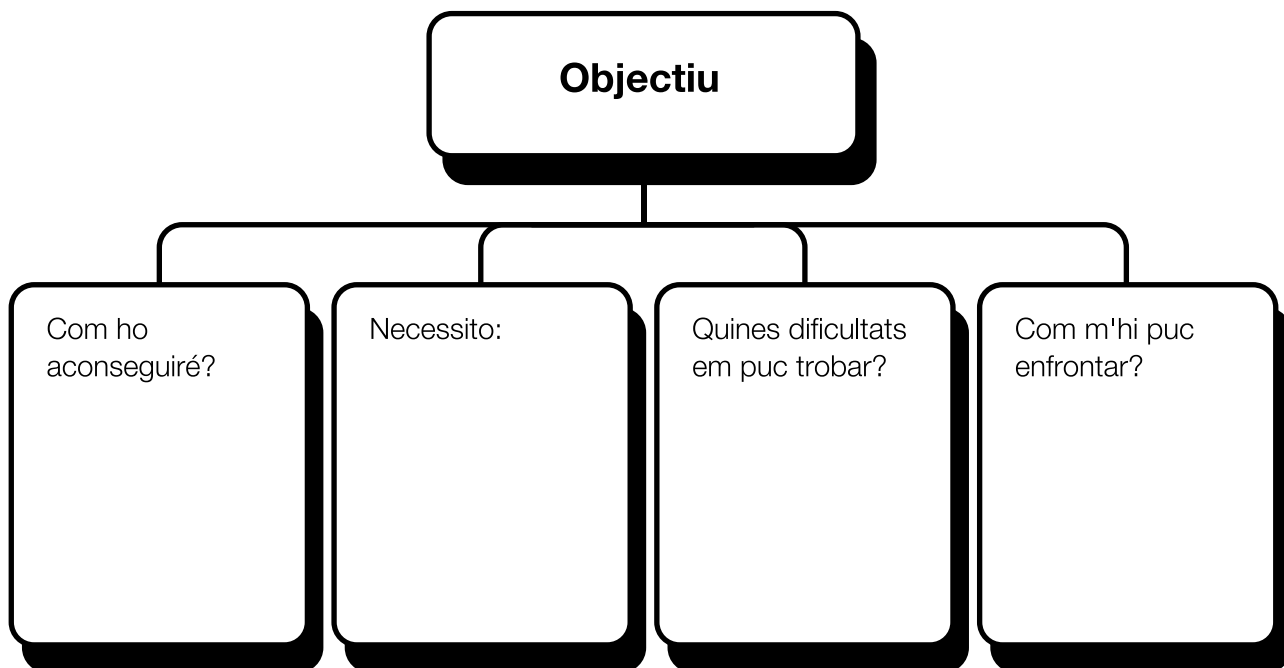 Objectiu
Com ho
aconseguiré?
Necessito:
Quines dificultats
em puc trobar?
Com m'hi puc
enfrontar?